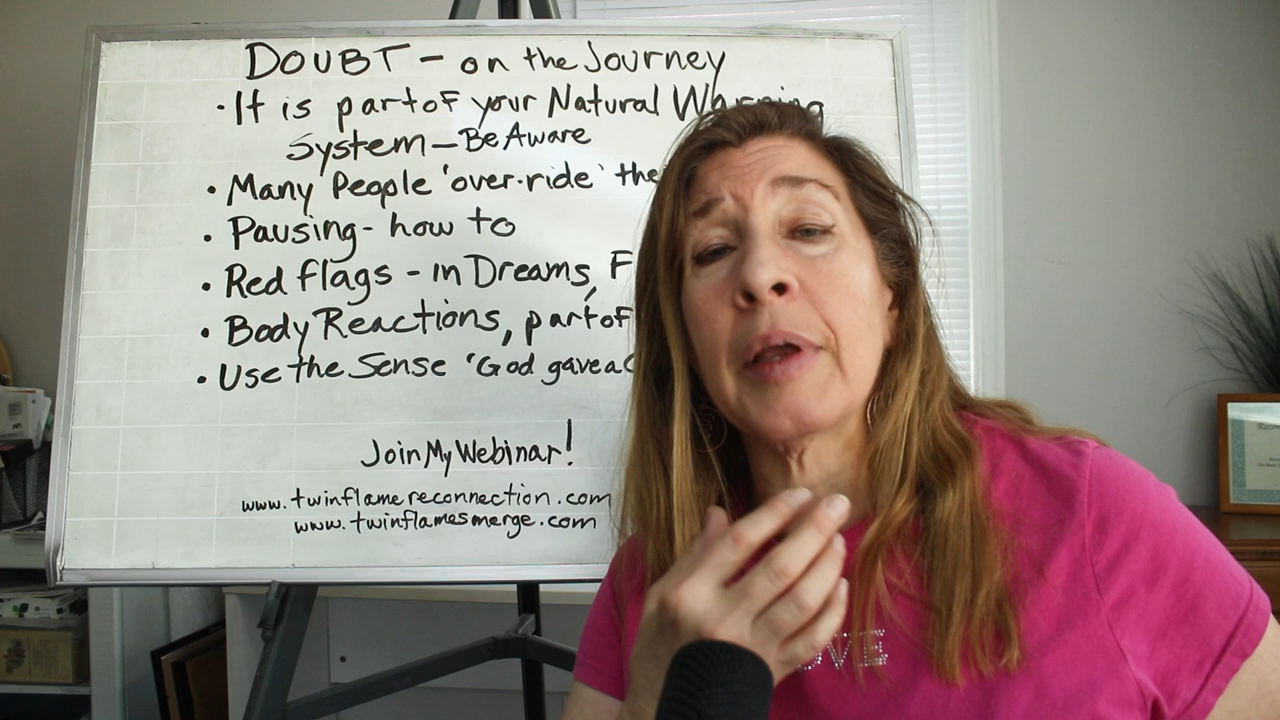 DOUBT - on the Journey
• It is part of your Natural Warning
System - Be Aware
• Many People 'over-ride' the
• Pausing - how to
• Red flags - in Dreams, F
• Body Reactions, part of
• Use the Sense 'God gave a
Join My Webinar!
www.twinflamereconnection.com
www.twinflamesmerge.com
OVE